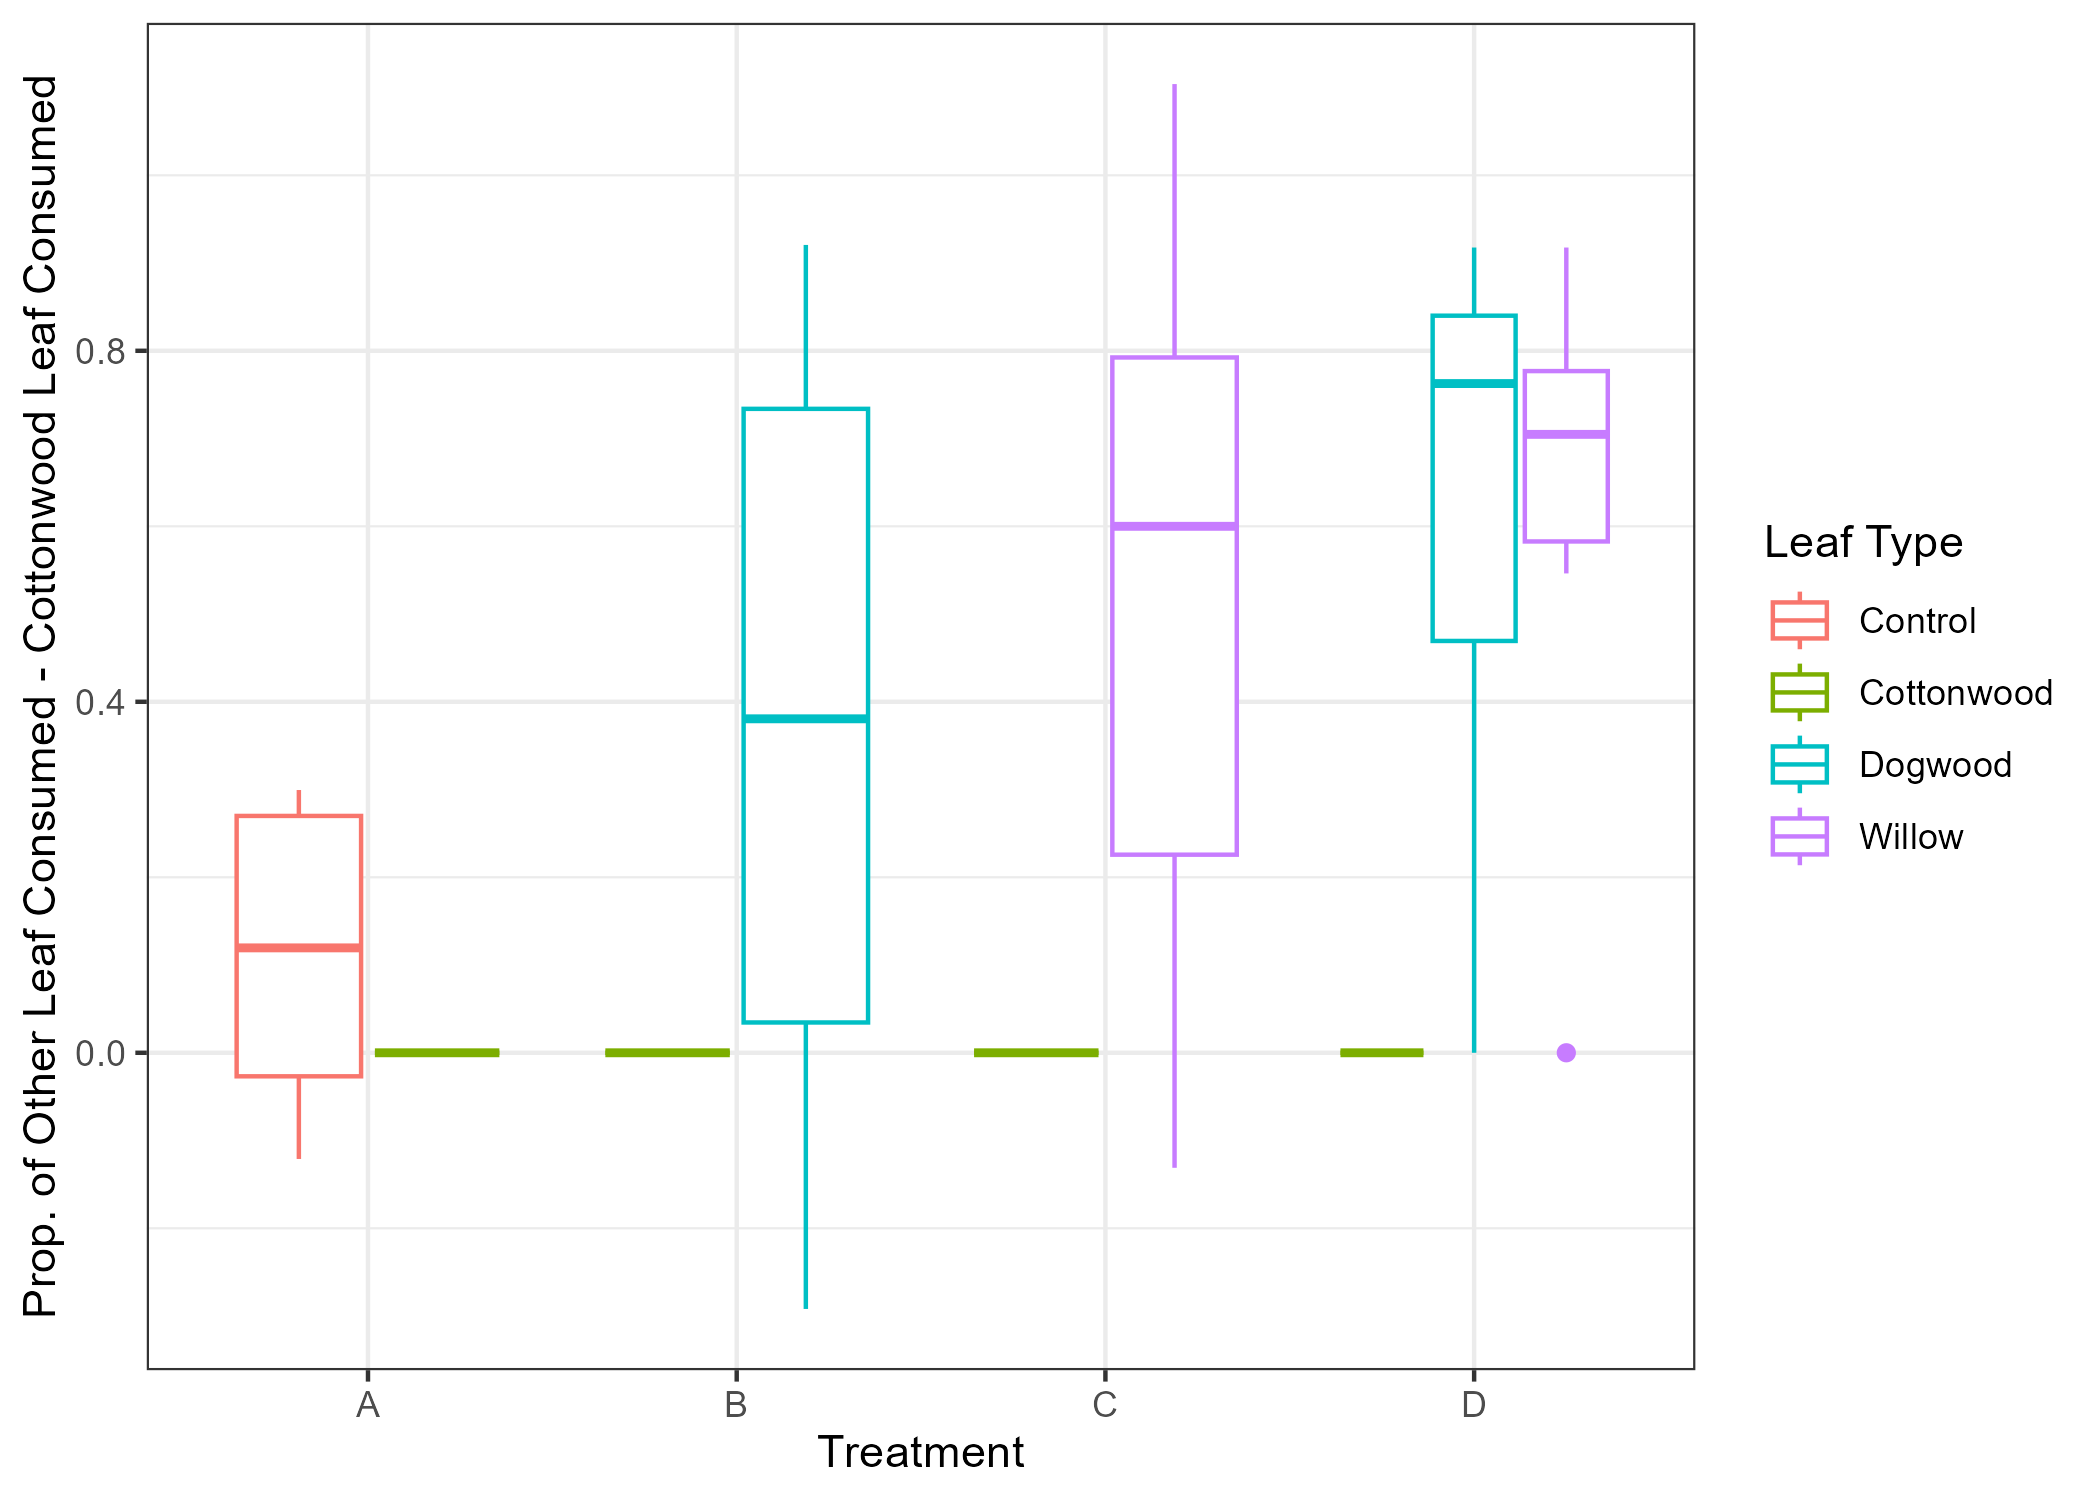 Prop. of Other Leaf Consumed - Cottonwood Leaf Consumed
0.8
0.4
0.0
A B C D
Treatment
Leaf Type
Control
Cottonwood
Dogwood
Willow